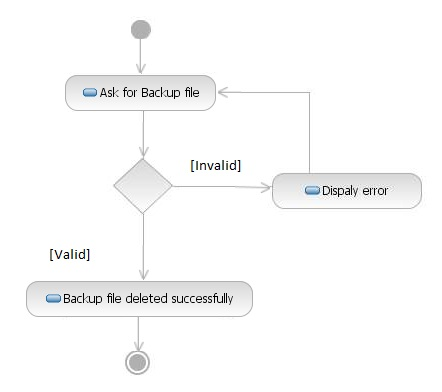 Ask for Backup file
[Invalid]
Dispaly error
[Valid]
Backup file deleted successfully